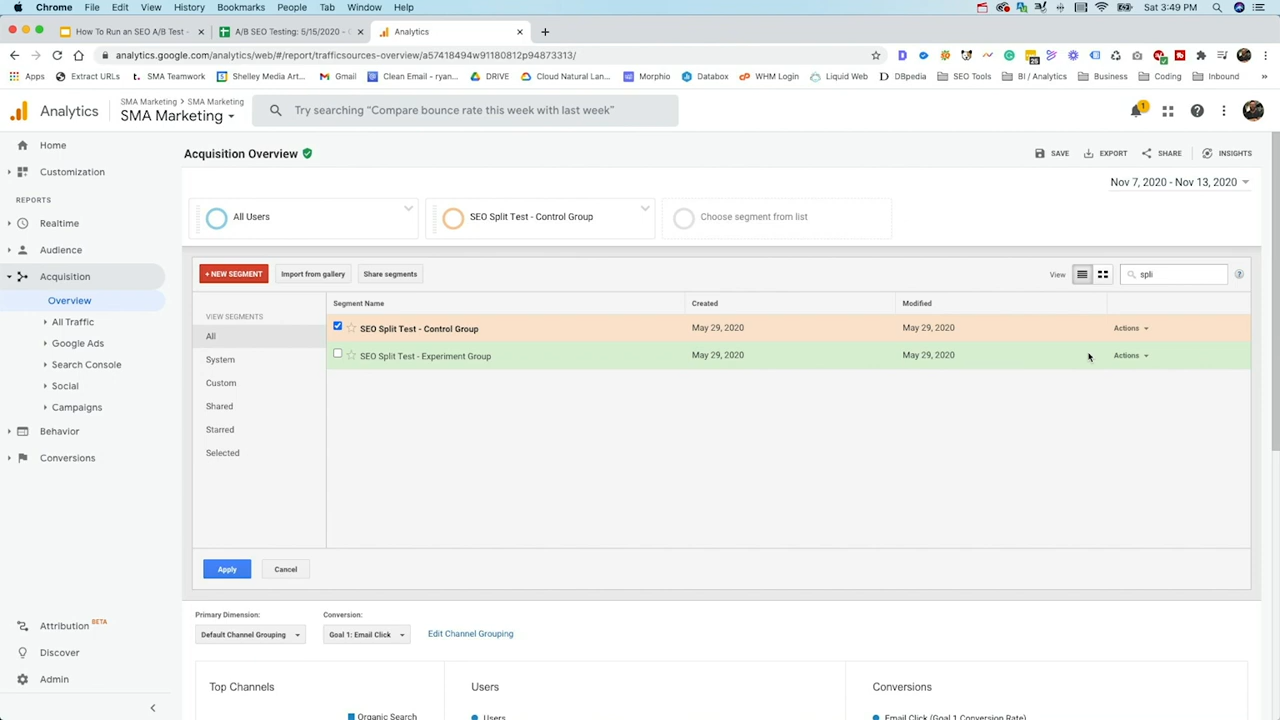 Chrome File Edit View History Bookmarks People Tab Window Help Sat 3:49 PM
How To Run an SEO A/B Test - A/B SEO Testing: 5/15/2020 - G Analytics
analytics.google.com/analytics/web/#/report/trafficsources-overview/a57418494w91180812p94873313/
25
Apps Extract URLs SMA Teamwork Shelley Media Art... Gmail Clean Email - ryan... DRIVE Cloud Natural Lan... Morphio Databox WHM Login Liquid Web DBpedia SEO Tools BI / Analytics Business Coding Inbound »
Analytics
SMA Marketing > SMA Marketing
SMA Marketing
Try searching “Compare bounce rate this week with last week”
1
Home
Customization
REPORTS
Realtime
Audience
Acquisition
Overview
All Traffic
Google Ads
Search Console
Social
Campaigns
Behavior
Conversions
Attribution BETA
Discover
Admin
Acquisition Overview
SAVE EXPORT SHARE INSIGHTS
Nov 7, 2020 - Nov 13, 2020
All Users
SEO Split Test - Control Group
Choose segment from list
+ NEW SEGMENT Import from gallery Share segments View spli ?
VIEW SEGMENTS
All
System
Custom
Shared
Starred
Selected
Segment Name Created Modified
SEO Split Test - Control Group May 29, 2020 May 29, 2020 Actions
SEO Split Test - Experiment Group May 29, 2020 May 29, 2020 Actions
Apply Cancel
Primary Dimension: Conversion:
Default Channel Grouping Goal 1: Email Click Edit Channel Grouping
Top Channels
Organic Search
Users
Users
Conversions
Email Click (Goal 1 Conversion Rate)